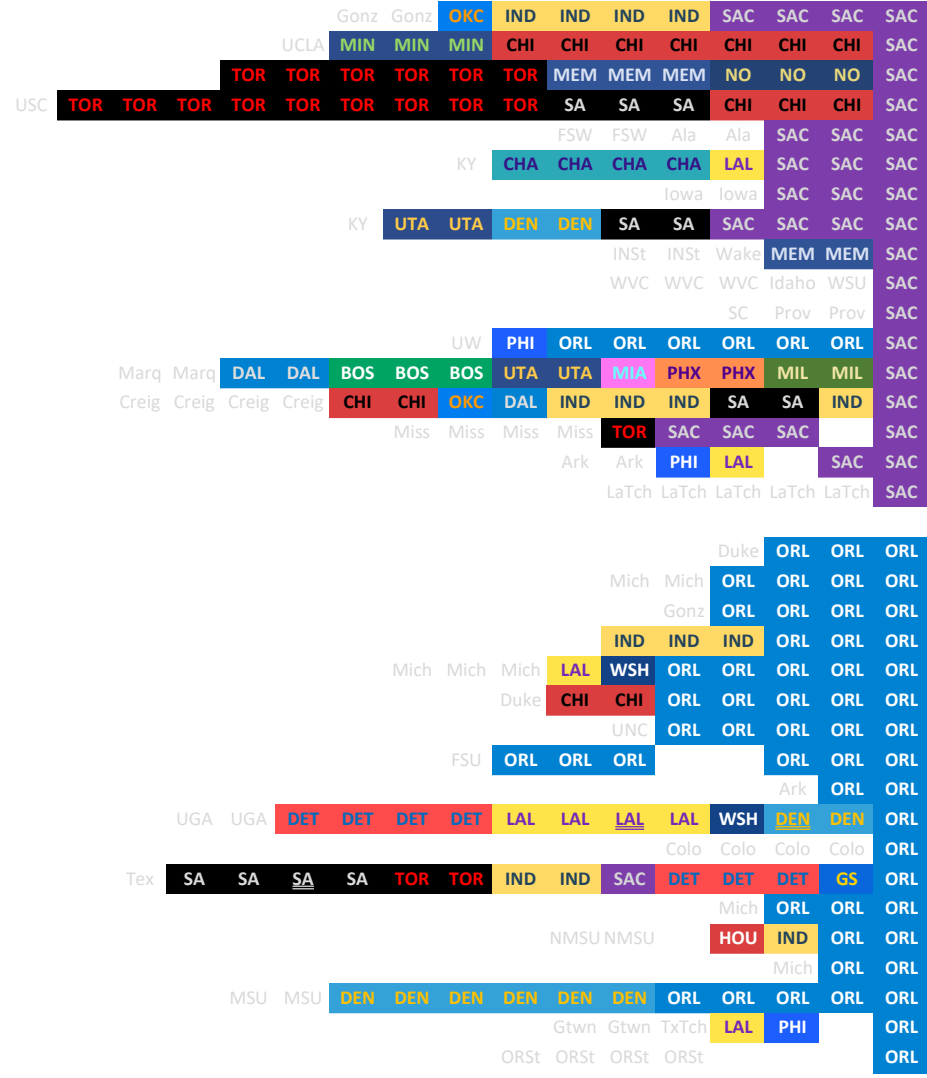 Gonz Gonz OKC IND IND IND IND SAC SAC SAC SAC
UCLA MIN MIN MIN CHI CHI CHI CHI CHI CHI CHI SAC
TOR TOR TOR TOR TOR TOR MEM MEM MEM NO NO NO SAC
USC TOR TOR TOR TOR TOR TOR TOR TOR TOR SA SA SA CHI CHI CHI SAC
FSW FSW Ala Ala SAC SAC SAC
KY CHA CHA CHA CHA LAL SAC SAC SAC
Iowa Iowa SAC SAC SAC
KY UTA UTA DEN DEN SA SA SAC SAC SAC SAC
INSt INSt Wake MEM MEM SAC
WVC WVC WVC Idaho WSU SAC
SC Prov Prov SAC
UW PHI ORL ORL ORL ORL ORL ORL SAC
Marq Marq DAL DAL BOS BOS BOS UTA UTA MIA PHX PHX MIL MIL SAC
Creig Creig Creig Creig CHI CHI OKC DAL IND IND IND SA SA IND SAC
Miss Miss Miss Miss TOR SAC SAC SAC SAC
Ark Ark PHI LAL SAC SAC
LaTch LaTch LaTch LaTch LaTch SAC
Duke ORL ORL ORL
Mich Mich ORL ORL ORL ORL
Gonz ORL ORL ORL ORL
IND IND IND ORL ORL ORL
Mich Mich Mich LAL WSH ORL ORL ORL ORL ORL
Duke CHI CHI ORL ORL ORL ORL ORL
UNC ORL ORL ORL ORL ORL
FSU ORL ORL ORL ORL ORL ORL
Ark ORL ORL
UGA UGA DET DET DET DET LAL LAL LAL LAL WSH DEN DEN ORL
Colo Colo Colo Colo ORL
Tex SA SA SA SA TOR TOR IND IND SAC DET DET DET GS ORL
Mich ORL ORL ORL
NMSU NMSU HOU IND ORL ORL
Mich ORL ORL
MSU MSU DEN DEN DEN DEN DEN DEN ORL ORL ORL ORL ORL
Gtwn Gtwn TxTch LAL PHI ORL
ORSt ORSt ORSt ORSt ORL